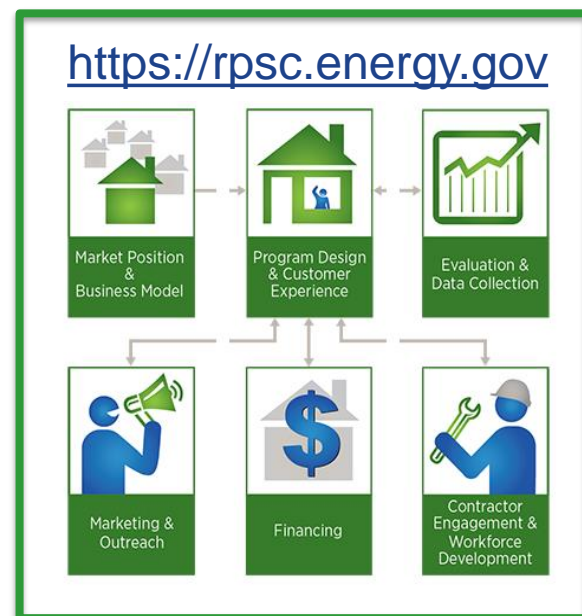 https://rpsc.energy.gov
Market Position
&
Business Model
Program Design
& Customer
Experience
Evaluation &
Data Collection
$
Marketing &
Outreach
Financing
Contractor
Engagement &
Workforce
Development